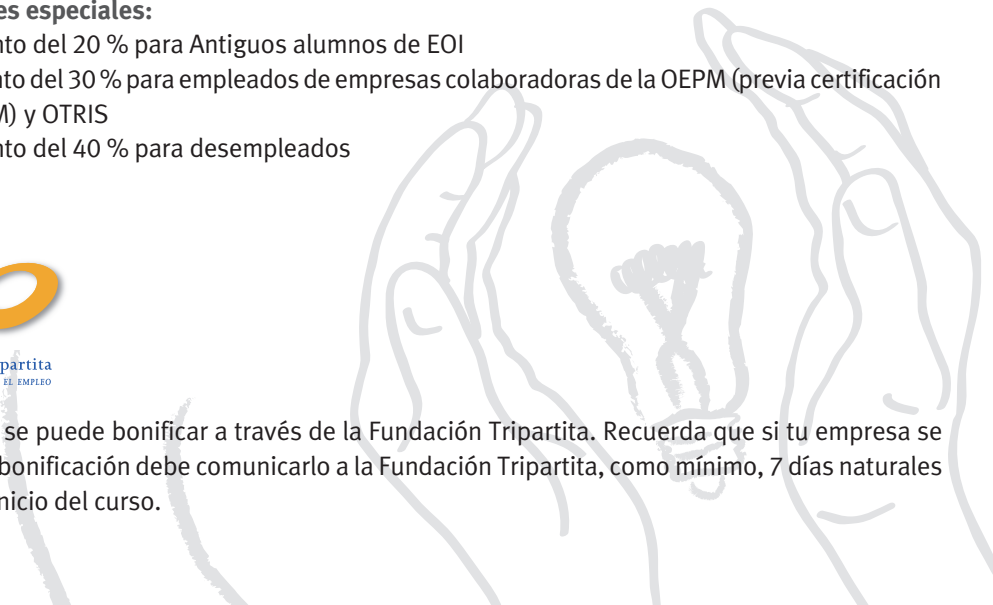 es especiales:
nto del 20 % para Antiguos alumnos de EOI
nto del 30 % para empleados de empresas colaboradoras de la OEPM (previa certificación
M) y OTRIS
nto del 40 % para desempleados
partita
EL EMPLEO
se puede bonificar a través de la Fundación Tripartita. Recuerda que si tu empresa se
bonificación debe comunicarlo a la Fundación Tripartita, como mínimo, 7 días naturales
nicio del curso.